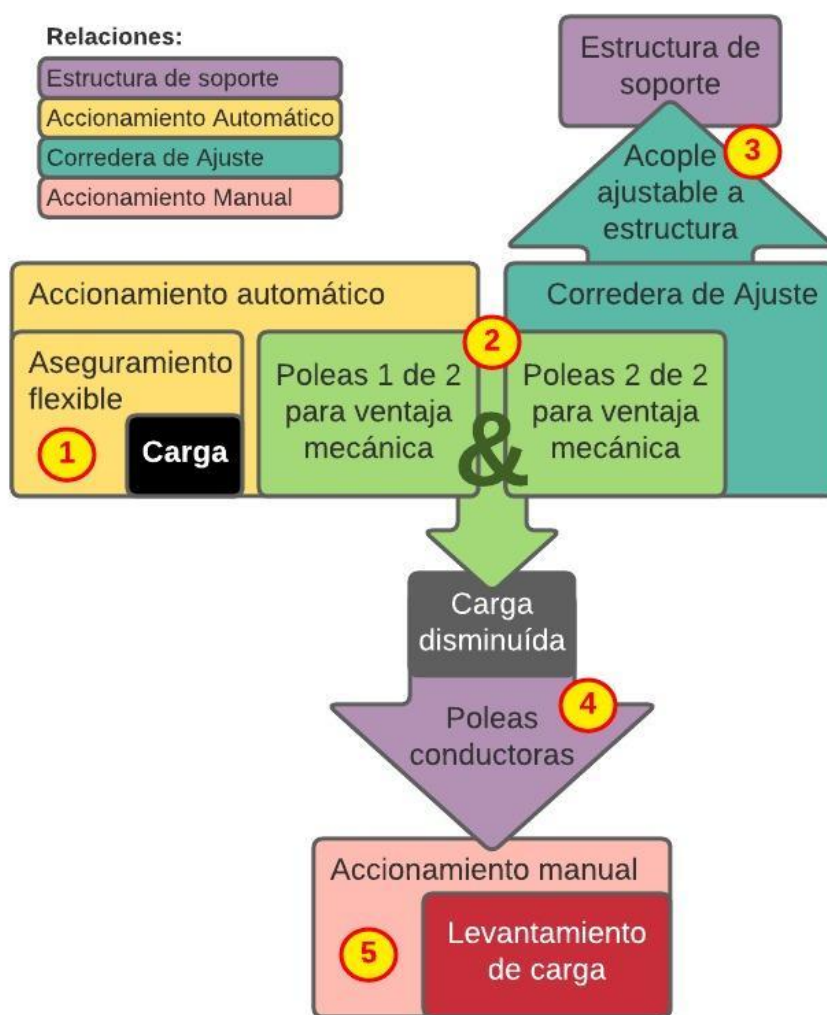 Relaciones:
Estructura de soporte
Accionamiento Automático
Corredera de Ajuste
Accionamiento Manual
Estructura de
soporte
3
Acople
ajustable a
estructura
Accionamiento automático
Corredera de Ajuste
2
Aseguramiento
flexible
1
Carga
Poleas 1 de 2
para ventaja
mecánica
&
Poleas 2 de 2
para ventaja
mecánica
Carga
disminuída
4
Poleas
conductoras
Accionamiento manual
5
Levantamiento
de carga